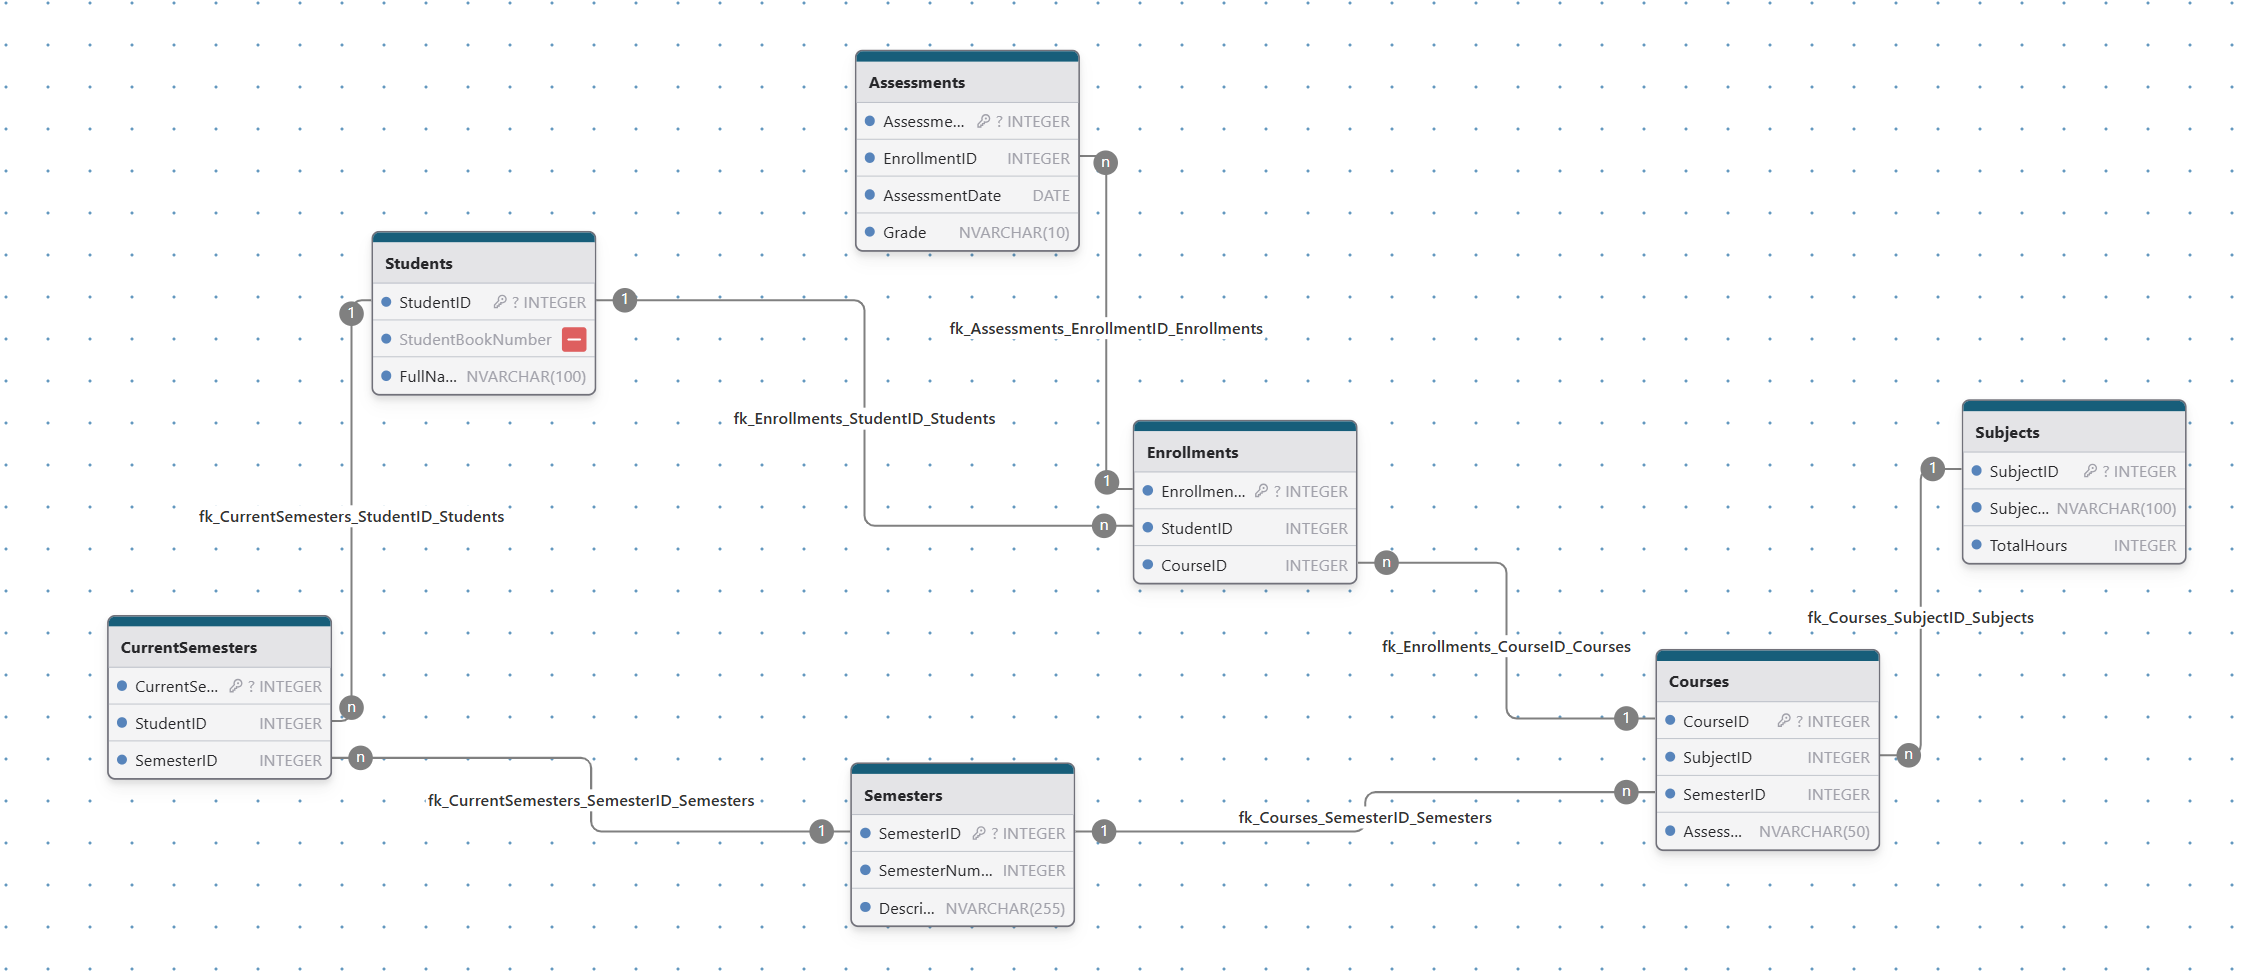 Assessments
Assessme... ? INTEGER
EnrollmentID INTEGER
AssessmentDate DATE
Grade NVARCHAR(10)
n
Students
StudentID ? INTEGER
StudentBookNumber
FullNa... NVARCHAR(100)
1
1
fk_Assessments_EnrollmentID_Enrollments
fk_Enrollments_StudentID_Students
Enrollments
Enrollmen... ? INTEGER
StudentID INTEGER
CourseID INTEGER
1
n
n
Subjects
SubjectID ? INTEGER
Subjec... NVARCHAR(100)
TotalHours INTEGER
1
fk_CurrentSemesters_StudentID_Students
fk_Courses_SubjectID_Subjects
fk_Enrollments_CourseID_Courses
CurrentSemesters
CurrentSe... ? INTEGER
StudentID INTEGER
SemesterID INTEGER
n
n
Courses
CourseID ? INTEGER
SubjectID INTEGER
SemesterID INTEGER
Assess... NVARCHAR(50)
1
n
n
fk_CurrentSemesters_SemesterID_Semesters
Semesters
SemesterID ? INTEGER
SemesterNum... INTEGER
Descri... NVARCHAR(255)
1
1
fk_Courses_SemesterID_Semesters